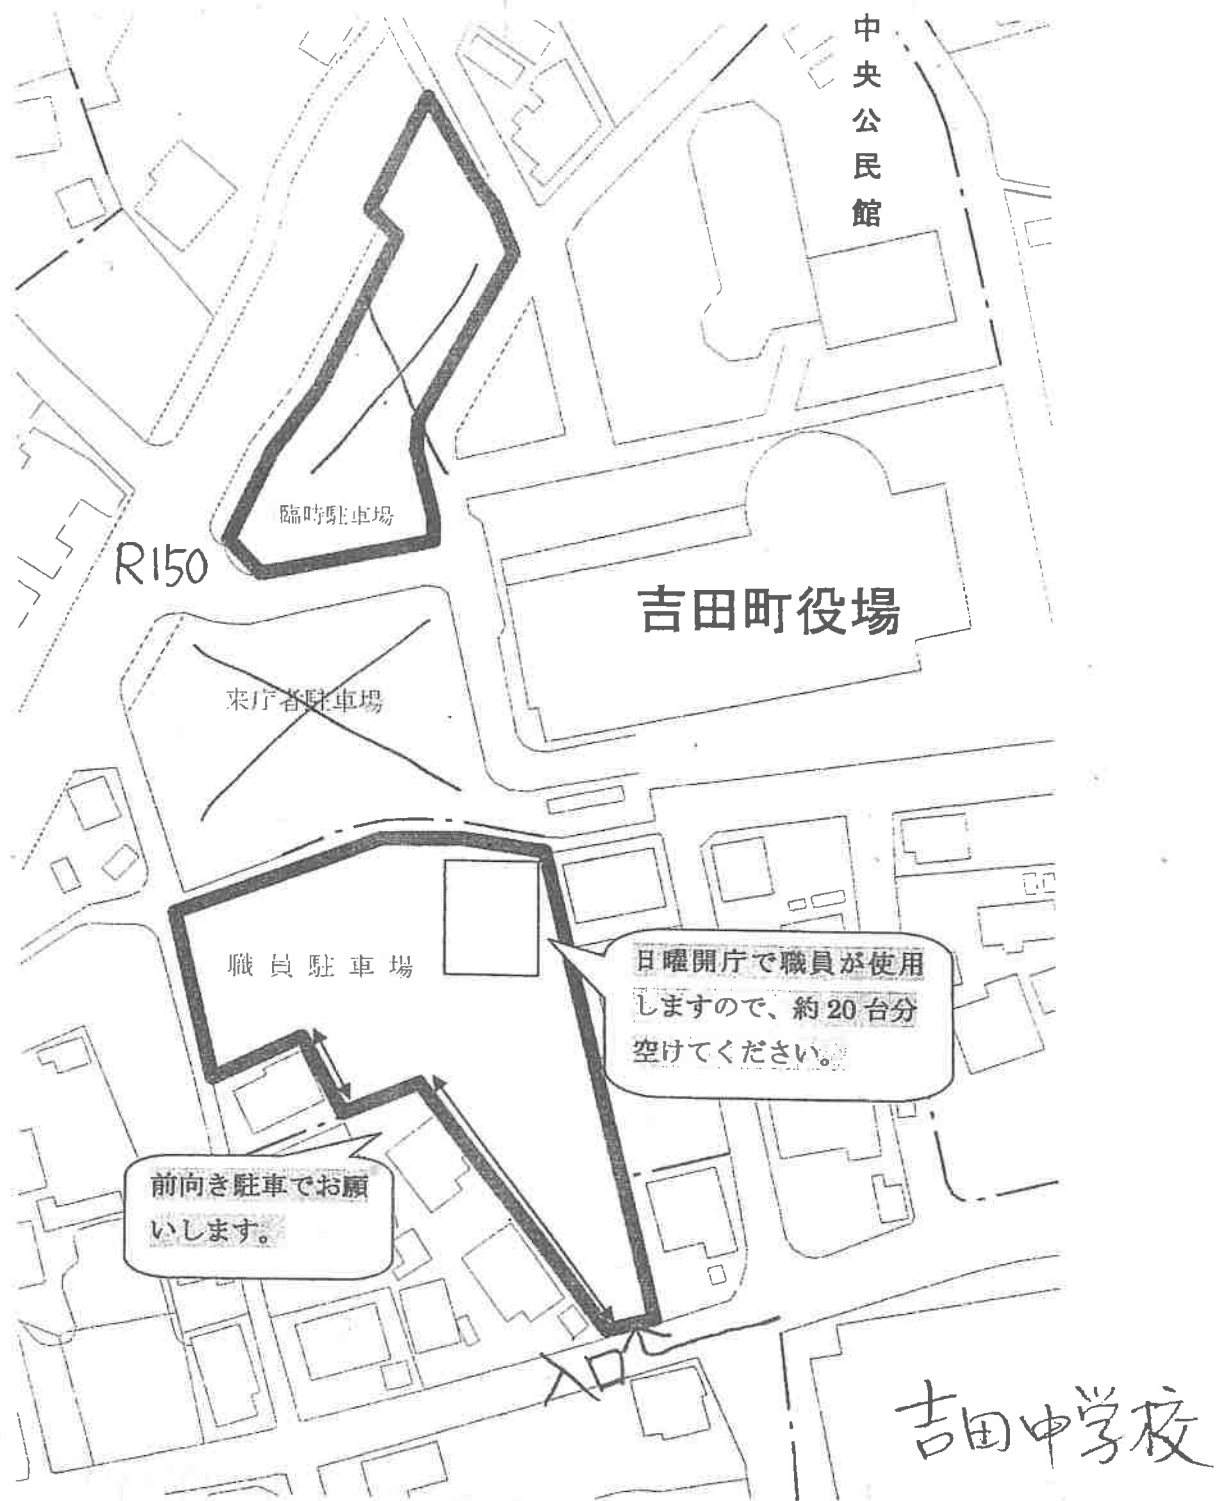 中央公民館
臨時駐車場
R150
吉田町役場
来庁者駐車場
職員駐車場
日曜開庁で職員が使用
しますので、約20台分
空けてください。
前向き駐車でお願
いします。
入口
吉田中学校